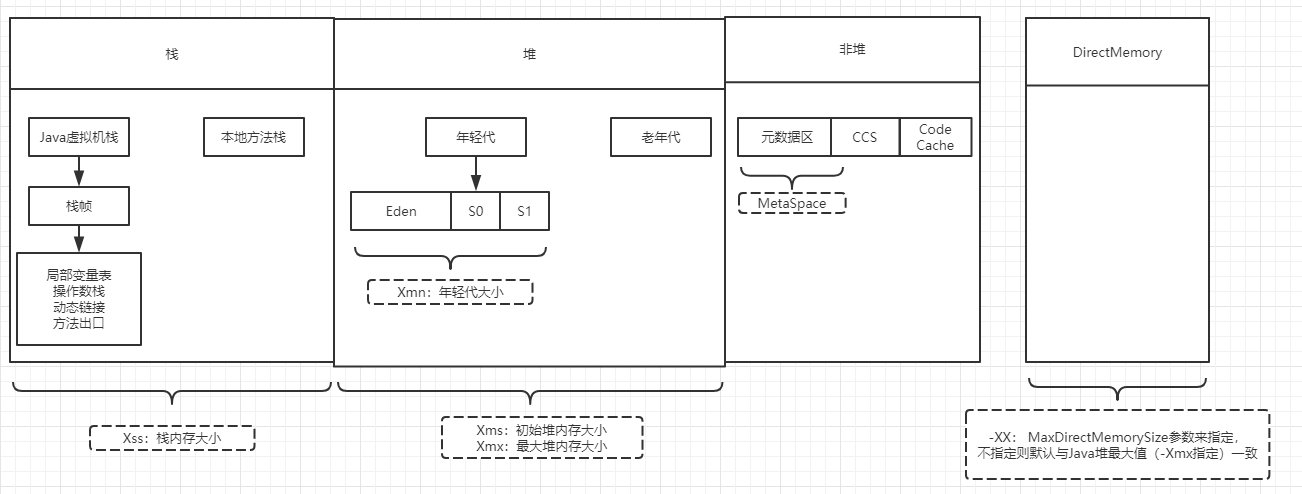 栈
堆
非堆
DirectMemory
Java虚拟机栈
本地方法栈
年轻代
老年代
元数据区
CCS
Code
Cache
栈帧
Eden
S0
S1
MetaSpace
局部变量表
操作数栈
动态链接
方法出口
Xmn：年轻代大小
Xss：栈内存大小
Xms：初始堆内存大小
Xmx：最大堆内存大小
-XX： MaxDirectMemorySize参数来指定，
不指定则默认与Java堆最大值（-Xmx指定）一致